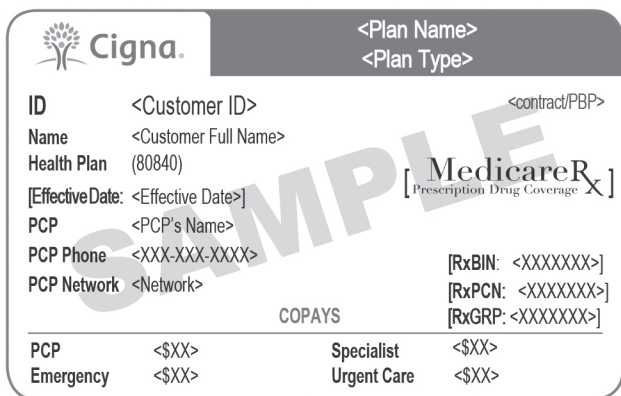 Cigna.
<Plan Name>
<Plan Type>
ID <Customer ID>
<contract/PBP>
Name <Customer Full Name>
Health Plan (80840)
[MedicareRx
Prescription Drug Coverage]
[Effective Date: <Effective Date>]
PCP <PCP's Name>
PCP Phone <XXX-XXX-XXXX>
[RxBIN: <XXXXXXX>]
PCP Network <Network>
[RxPCN: <XXXXXXX>]
[RxGRP: <XXXXXXX>]
SAMPLE
COPAYS
PCP <$XX> Specialist <$XX>
Emergency <$XX> Urgent Care <$XX>